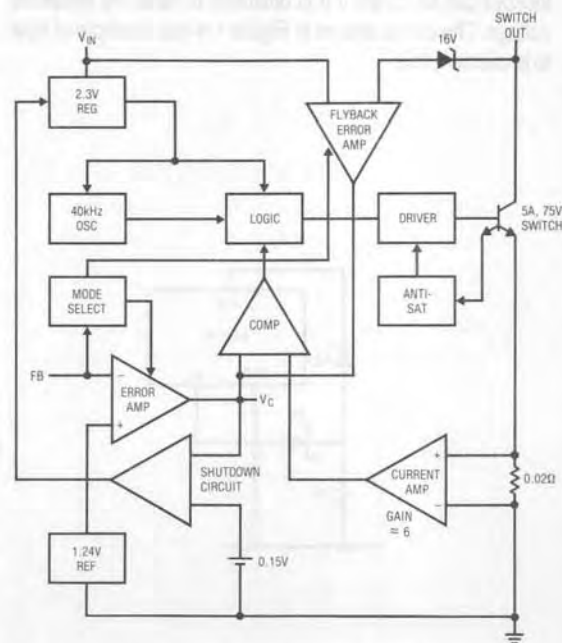 SWITCH
OUT
VIN
16V
2.3V
REG
FLYBACK
ERROR
AMP
40kHz
OSC
LOGIC
DRIVER
5A, 75V
SWITCH
MODE
SELECT
ANTI-
SAT
COMP
FB
−
ERROR
AMP
+
VC
SHUTDOWN
CIRCUIT
+
CURRENT
AMP
−
0.02Ω
GAIN
≈ 6
1.24V
REF
0.15V